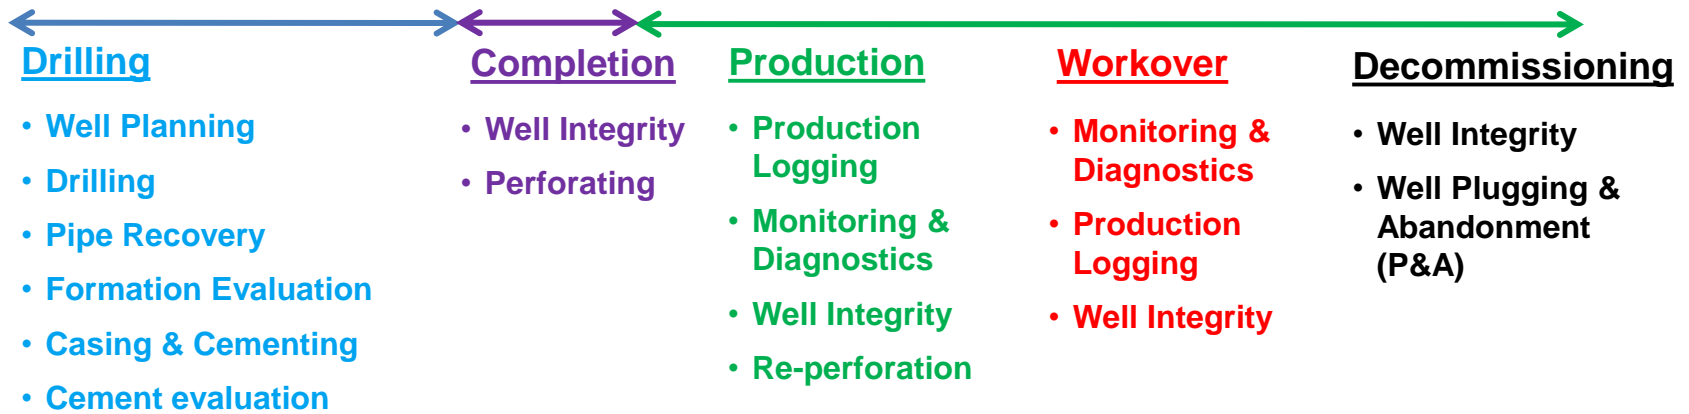 Drilling
• Well Planning
• Drilling
• Pipe Recovery
• Formation Evaluation
• Casing & Cementing
• Cement evaluation
Completion
• Well Integrity
• Perforating
Production
• Production
Logging
• Monitoring &
Diagnostics
• Well Integrity
• Re-perforation
Workover
• Monitoring &
Diagnostics
• Production
Logging
• Well Integrity
Decommissioning
• Well Integrity
• Well Plugging &
Abandonment
(P&A)